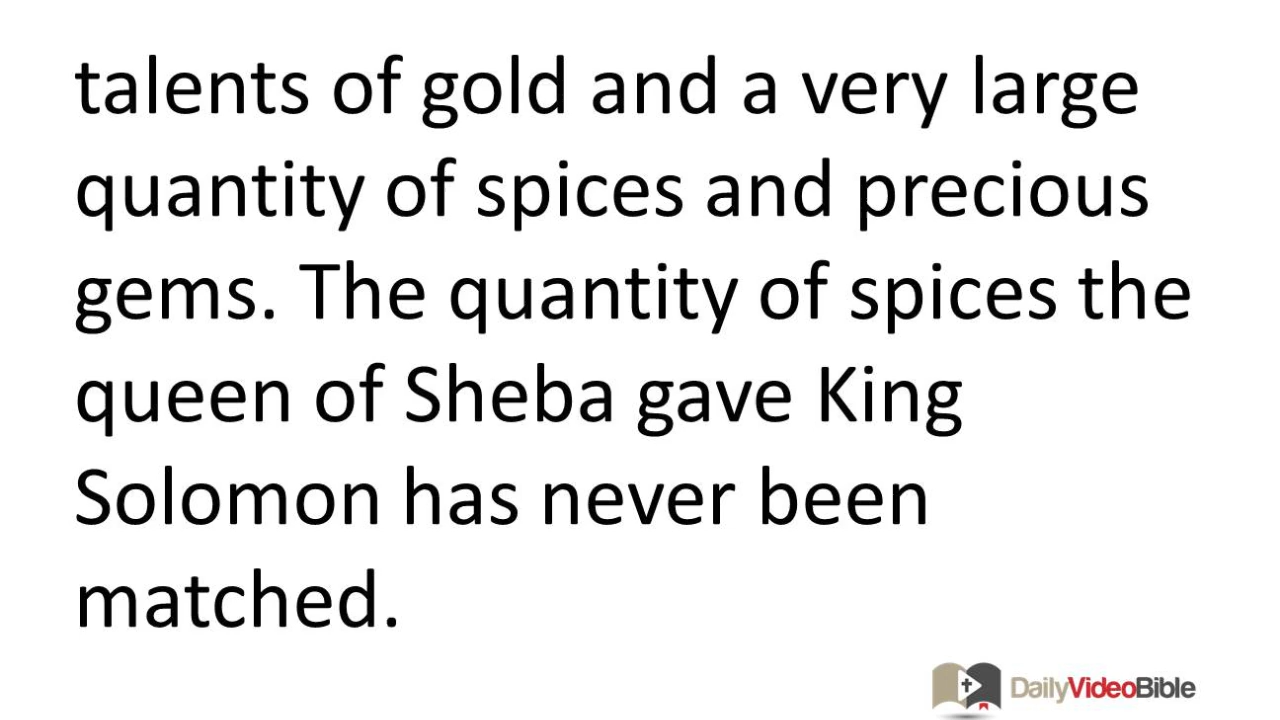 talents of gold and a very large
quantity of spices and precious
gems. The quantity of spices the
queen of Sheba gave King
Solomon has never been
matched.
DailyVideoBible